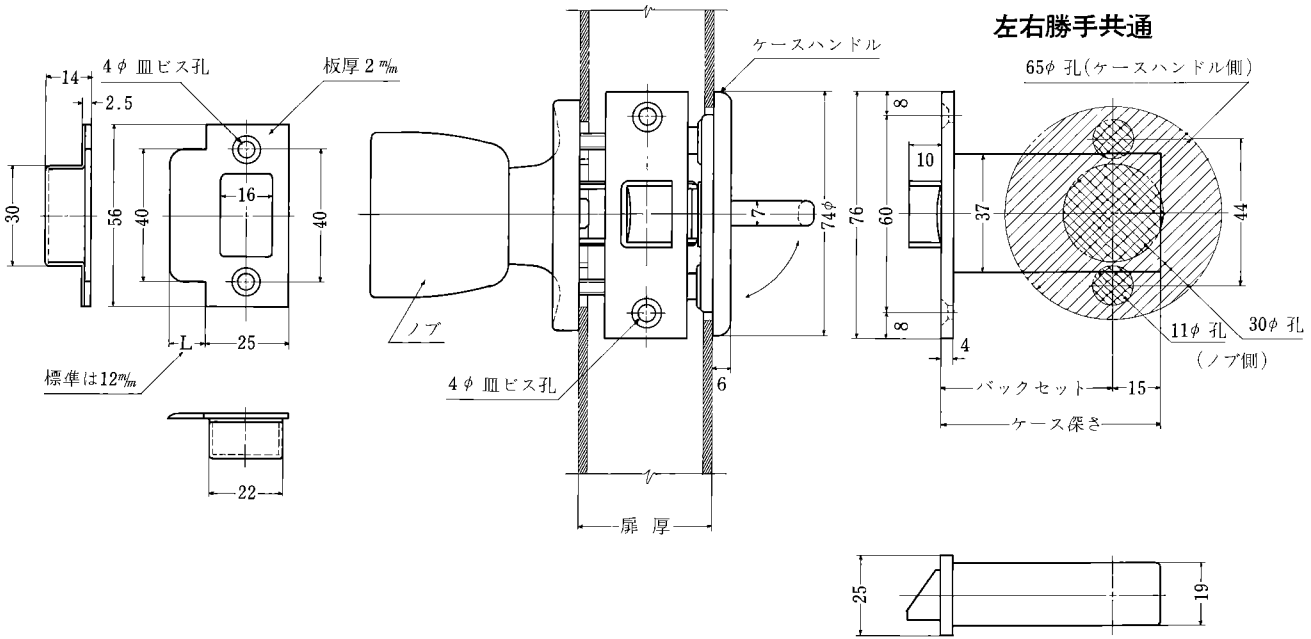 左右勝手共通
14
4φ 皿ビス孔
板厚 2 m/m
2.5
30
56
40
16
40
L
25
標準は12m/m
22
ケースハンドル
ノブ
4φ 皿ビス孔
7
74φ
6
扉 厚
65φ 孔(ケースハンドル側)
8
10
76
60
37
44
8
4
11φ 孔
30φ 孔
(ノブ側)
バックセット
15
ケース深さ
25
19